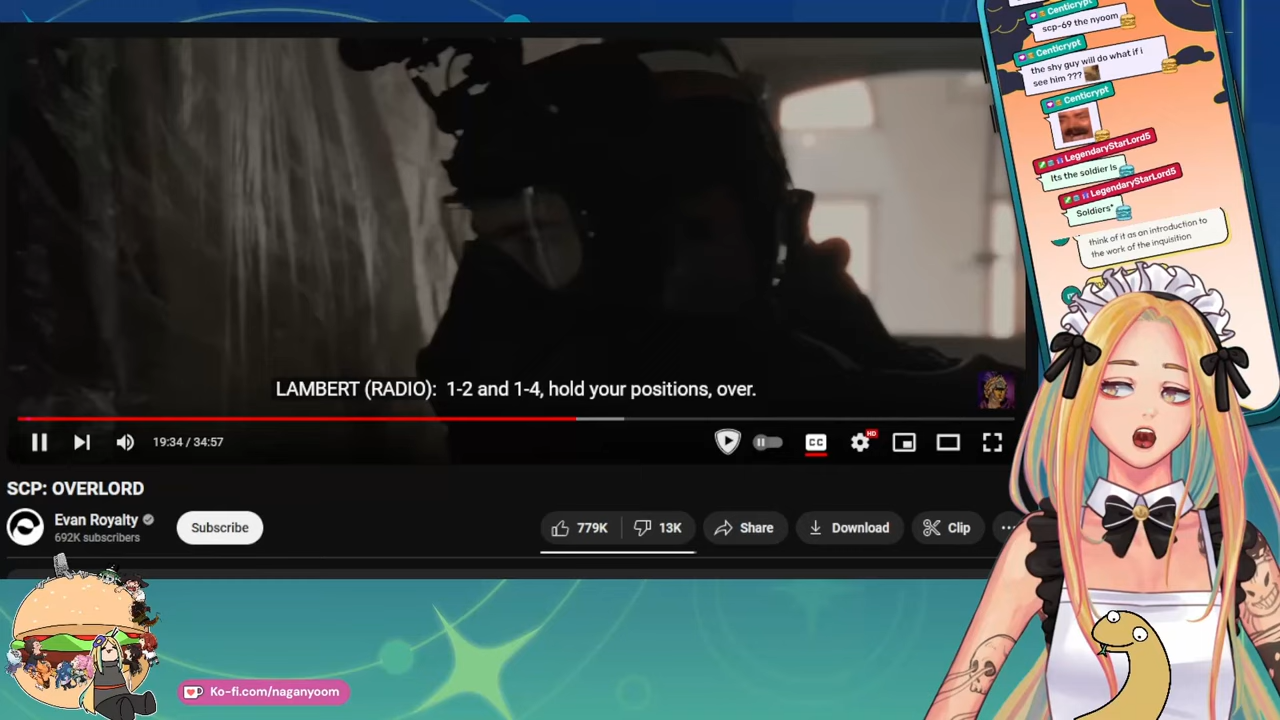 LAMBERT (RADIO): 1-2 and 1-4, hold your positions, over.
19:34 / 34:57
CC
HD
SCP: OVERLORD
Evan Royalty
692K subscribers
Subscribe
779K
13K
Share
Download
Clip
Ko-fi.com/naganyoom
Centicrypt
scp-69 the nyoom
Centicrypt
the shy guy will do what if i
see him ???
Centicrypt
LegendaryStarLord5
Its the soldier is
LegendaryStarLord5
Soldiers*
think of it as an introduction to
the work of the inquisition